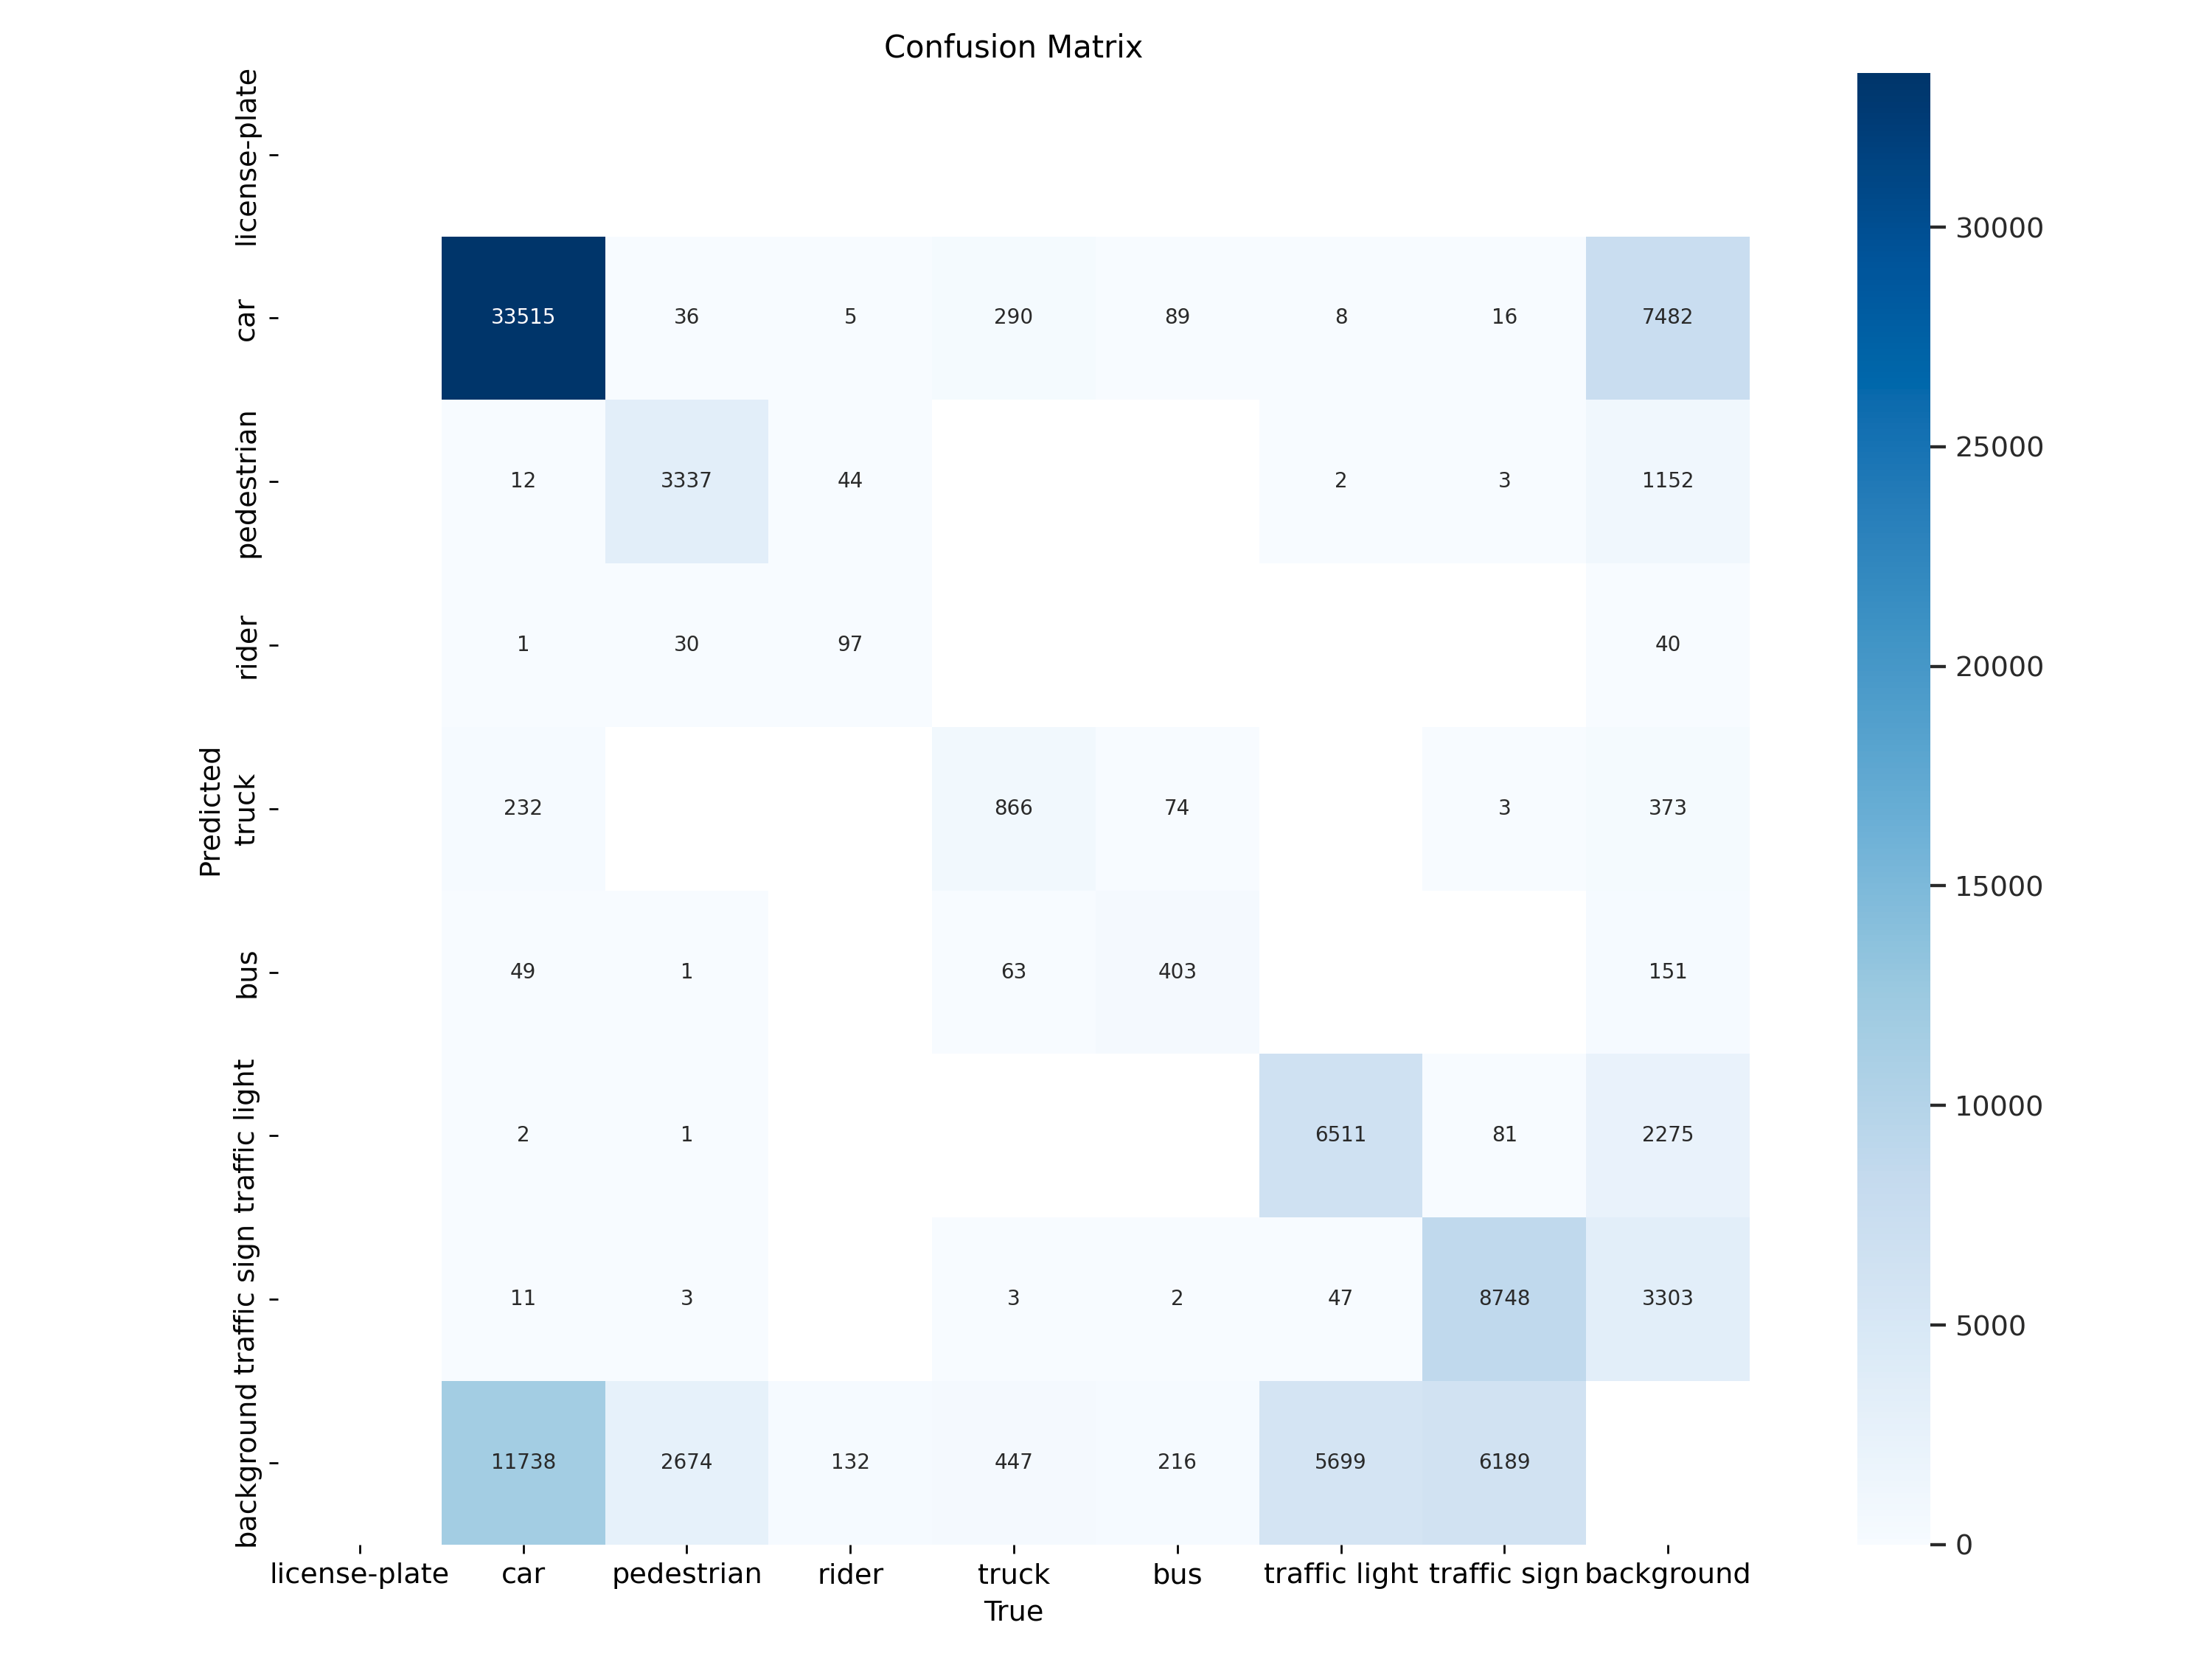 Confusion Matrix
Predicted
license-plate
car
33515 36 5 290 89 8 16 7482
pedestrian
12 3337 44 2 3 1152
rider
1 30 97 40
truck
232 866 74 3 373
bus
49 1 63 403 151
traffic light
2 1 6511 81 2275
traffic sign
11 3 3 2 47 8748 3303
background
11738 2674 132 447 216 5699 6189
license-plate car pedestrian rider truck bus traffic light traffic sign background
True
30000
25000
20000
15000
10000
5000
0